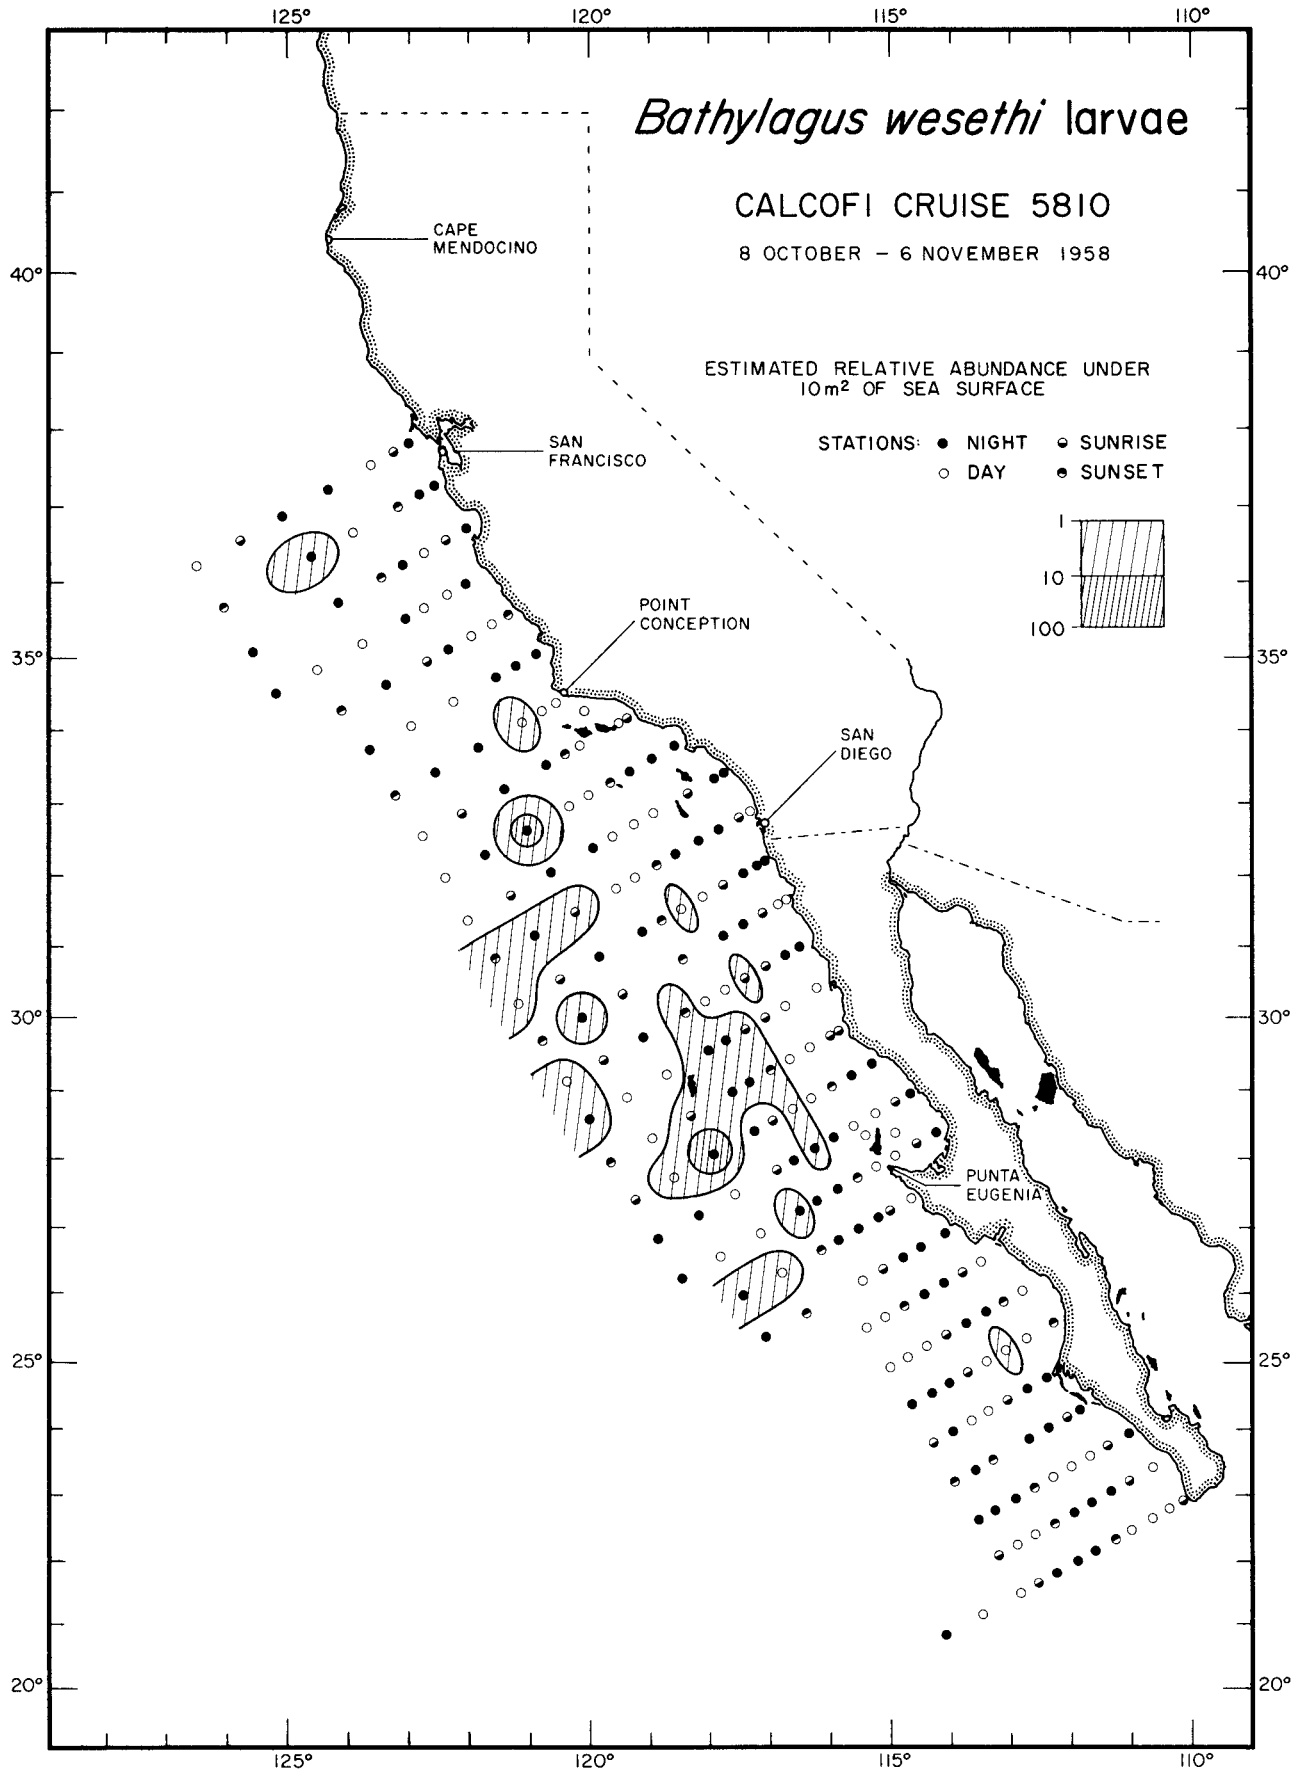 125° 120° 115° 110°
Bathylagus wesethi larvae
CALCOFI CRUISE 5810
8 OCTOBER – 6 NOVEMBER 1958
CAPE
MENDOCINO
40° 40°
ESTIMATED RELATIVE ABUNDANCE UNDER
10m² OF SEA SURFACE
STATIONS: ● NIGHT SUNRISE
○ DAY SUNSET
SAN
FRANCISCO
1
10
100
POINT
CONCEPTION
35° 35°
SAN
DIEGO
30° 30°
PUNTA
EUGENIA
25° 25°
20° 20°
125° 120° 115° 110°